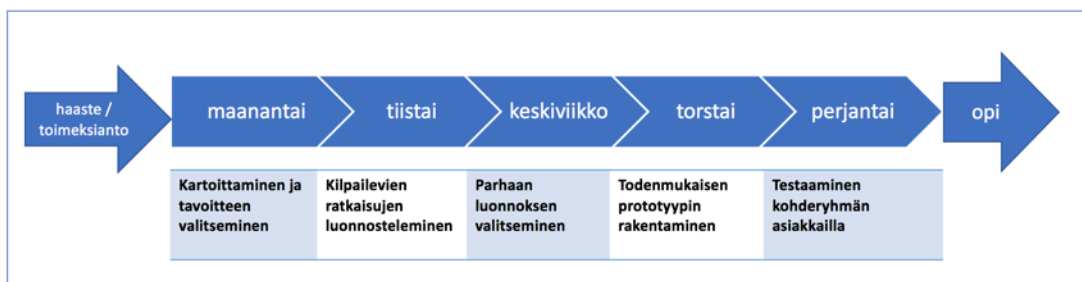 haaste /
toimeksianto
maanantai
tiistai
keskiviikko
torstai
perjantai
opi
Kartoittaminen ja
tavoitteen
valitseminen
Kilpailevien
ratkaisujen
luonnosteleminen
Parhaan
luonnoksen
valitseminen
Todenmukaisen
prototyypin
rakentaminen
Testaaminen
kohderyhmän
asiakkailla